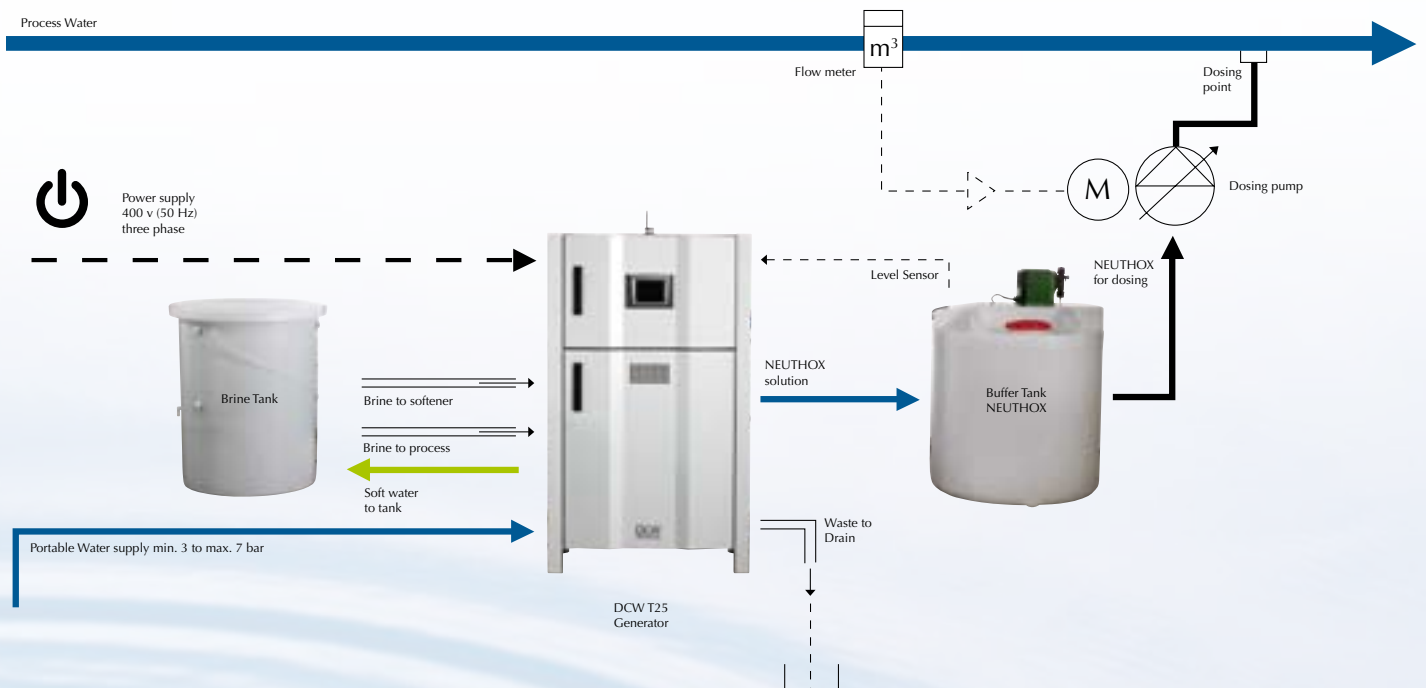 Process Water
m³
Flow meter
Dosing
point
Power supply
400 v (50 Hz)
three phase
M
Dosing pump
NEUTHOX
for dosing
Level Sensor
Brine Tank
Brine to softener
Brine to process
Soft water
to tank
NEUTHOX
solution
Buffer Tank
NEUTHOX
Portable Water supply min. 3 to max. 7 bar
Waste to
Drain
DCW
DCW T25
Generator